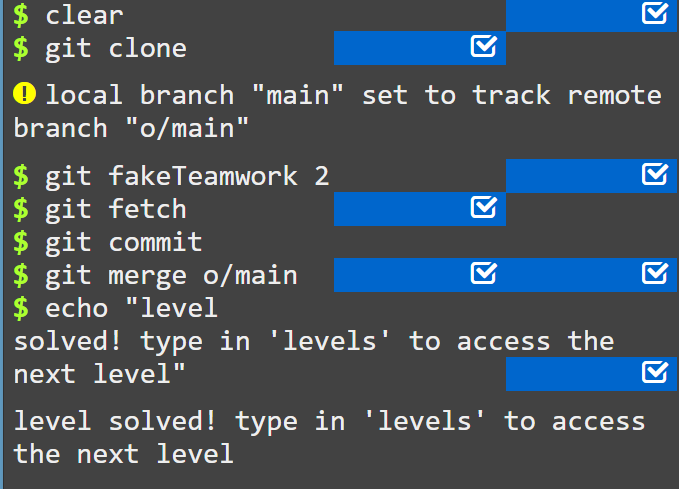 $ clear
$ git clone
! local branch "main" set to track remote
branch "o/main"
$ git fakeTeamwork 2
$ git fetch
$ git commit
$ git merge o/main
$ echo "level
solved! type in 'levels' to access the
next level"
level solved! type in 'levels' to access
the next level